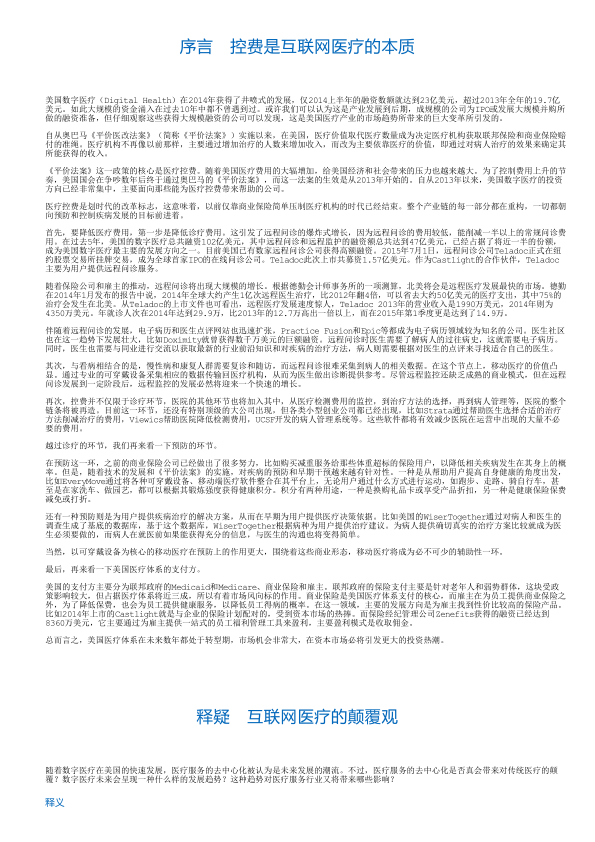 序言　控费是互联网医疗的本质
美国数字医疗（Digital Health）在2014年获得了井喷式的发展，仅2014上半年的融资数额就达到23亿美元，超过2013年全年的19.7亿
美元。如此大规模的资金涌入在过去10年中都不曾遇到过。或许我们可以认为这是产业发展到后期，成规模的公司为IPO或发展大规模并购所
做的融资准备，但仔细观察这些获得大规模融资的公司可以发现，这是美国医疗产业的市场趋势所带来的巨大变革所引发的。
自从奥巴马《平价医改法案》（简称《平价法案》）实施以来，在美国，医疗价值取代医疗数量成为决定医疗机构获取联邦保险和商业保险赔
付的准绳。医疗机构不再像以前那样，主要通过增加治疗的人数来增加收入，而改为主要依靠医疗的价值，即通过对病人治疗的效果来确定其
所能获得的收入。
《平价法案》这一政策的核心是医疗控费。随着美国医疗费用的大幅增加，给美国经济和社会带来的压力也越来越大。为了控制费用上升的节
奏，美国国会在争吵数年后终于通过奥巴马的《平价法案》，而这一法案的生效是从2013年开始的。自从2013年以来，美国数字医疗的投资
方向已经非常集中，主要面向那些能为医疗控费带来帮助的公司。
医疗控费是划时代的改革标志，这意味着，以前仅靠商业保险简单压制医疗机构的时代已经结束。整个产业链的每一部分都在重构，一切都朝
向预防和控制疾病发展的目标前进着。
首先，要降低医疗费用，第一步是降低诊疗费用。这引发了远程问诊的爆炸式增长，因为远程问诊的费用较低，能削减一半以上的常规问诊费
用。在过去5年，美国的数字医疗总共融资102亿美元，其中远程问诊和远程监护的融资额总共达到47亿美元，已经占据了将近一半的份额，
成为美国数字医疗最主要的发展方向之一。目前美国已有数家远程问诊公司获得高额融资。2015年7月1日，远程问诊公司Teladoc正式在纽
约股票交易所挂牌交易，成为全球首家IPO的在线问诊公司。Teladoc此次上市共募资1.57亿美元。作为Castlight的合作伙伴，Teladoc
主要为用户提供远程问诊服务。
随着保险公司和雇主的推动，远程问诊将出现大规模的增长。根据德勤会计师事务所的一项测算，北美将会是远程医疗发展最快的市场。德勤
在2014年1月发布的报告中说，2014年全球大约产生1亿次远程医生治疗，比2012年翻4倍，可以省去大约50亿美元的医疗支出，其中75%的
治疗会发生在北美。从Teladoc的上市文件也可看出，远程医疗发展速度惊人，Teladoc 2013年的营业收入是1990万美元，2014年则为
4350万美元。年就诊人次在2014年达到29.9万，比2013年的12.7万高出一倍以上，而在2015年第1季度更是达到了14.9万。
伴随着远程问诊的发展，电子病历和医生点评网站也迅速扩张。Practice Fusion和Epic等都成为电子病历领域较为知名的公司。医生社区
也在这一趋势下发展壮大，比如Doximity就曾获得数千万美元的巨额融资。远程问诊时医生需要了解病人的过往病史，这就需要电子病历。
同时，医生也需要与同业进行交流以获取最新的行业前沿知识和对疾病的治疗方法，病人则需要根据对医生的点评来寻找适合自己的医生。
其次，与看病相结合的是，慢性病和康复人群需要复诊和随访，而远程问诊很难采集到病人的相关数据。在这个节点上，移动医疗的价值凸
显。通过专业的可穿戴设备采集相应的数据传输回医疗机构，从而为医生做出诊断提供参考。尽管远程监控还缺乏成熟的商业模式，但在远程
问诊发展到一定阶段后，远程监控的发展必然将迎来一个快速的增长。
再次，控费并不仅限于诊疗环节，医院的其他环节也将加入其中，从医疗检测费用的监控，到治疗方法的选择，再到病人管理等，医院的整个
链条将被再造。目前这一环节，还没有特别顶级的大公司出现，但各类小型创业公司都已经出现，比如Strata通过帮助医生选择合适的治疗
方法削减治疗的费用，Viewics帮助医院降低检测费用，UCSF开发的病人管理系统等。这些软件都将有效减少医院在运营中出现的大量不必
要的费用。
越过诊疗的环节，我们再来看一下预防的环节。
在预防这一环，之前的商业保险公司已经做出了很多努力，比如购买减重服务给那些体重超标的保险用户，以降低相关疾病发生在其身上的概
率。但是，随着技术的发展和《平价法案》的实施，对疾病的预防和早期干预越来越有针对性。一种是从帮助用户提高自身健康的角度出发，
比如EveryMove通过将各种可穿戴设备、移动端医疗软件整合在其平台上，无论用户通过什么方式进行运动，如跑步、走路、骑自行车，甚
至是在家洗车、做园艺，都可以根据其锻炼强度获得健康积分。积分有两种用途，一种是换购礼品卡或享受产品折扣，另一种是健康保险保费
减免或打折。
还有一种预防则是为用户提供疾病治疗的解决方案，从而在早期为用户提供医疗决策依据。比如美国的WiserTogether通过对病人和医生的
调查生成了基底的数据库，基于这个数据库，WiserTogether根据病种为用户提供治疗建议。为病人提供确切真实的治疗方案比较就成为医
生必须要做的，而病人在就医前如果能获得充分的信息，与医生的沟通也将变得简单。
当然，以可穿戴设备为核心的移动医疗在预防上的作用更大，围绕着这些商业形态，移动医疗将成为必不可少的辅助性一环。
最后，再来看一下美国医疗体系的支付方。
美国的支付方主要分为联邦政府的Medicaid和Medicare、商业保险和雇主。联邦政府的保险支付主要是针对老年人和弱势群体，这块受政
策影响较大，但占据医疗体系将近三成，所以有着市场风向标的作用。商业保险是美国医疗体系支付的核心，而雇主在为员工提供商业保险之
外，为了降低保费，也会为员工提供健康服务，以降低员工得病的概率。在这一领域，主要的发展方向是为雇主找到性价比较高的保险产品，
比如2014年上市的Castlight就是与企业的保险计划配对的，受到资本市场的热捧。而保险经纪管理公司Zenefits获得的融资已经达到
8360万美元，它主要通过为雇主提供一站式的员工福利管理工具来盈利，主要盈利模式是收取佣金。
总而言之，美国医疗体系在未来数年都处于转型期，市场机会非常大，在资本市场必将引发更大的投资热潮。
释疑　互联网医疗的颠覆观
随着数字医疗在美国的快速发展，医疗服务的去中心化被认为是未来发展的潮流。不过，医疗服务的去中心化是否真会带来对传统医疗的颠
覆？数字医疗未来会呈现一种什么样的发展趋势？这种趋势对医疗服务行业又将带来哪些影响？
释义